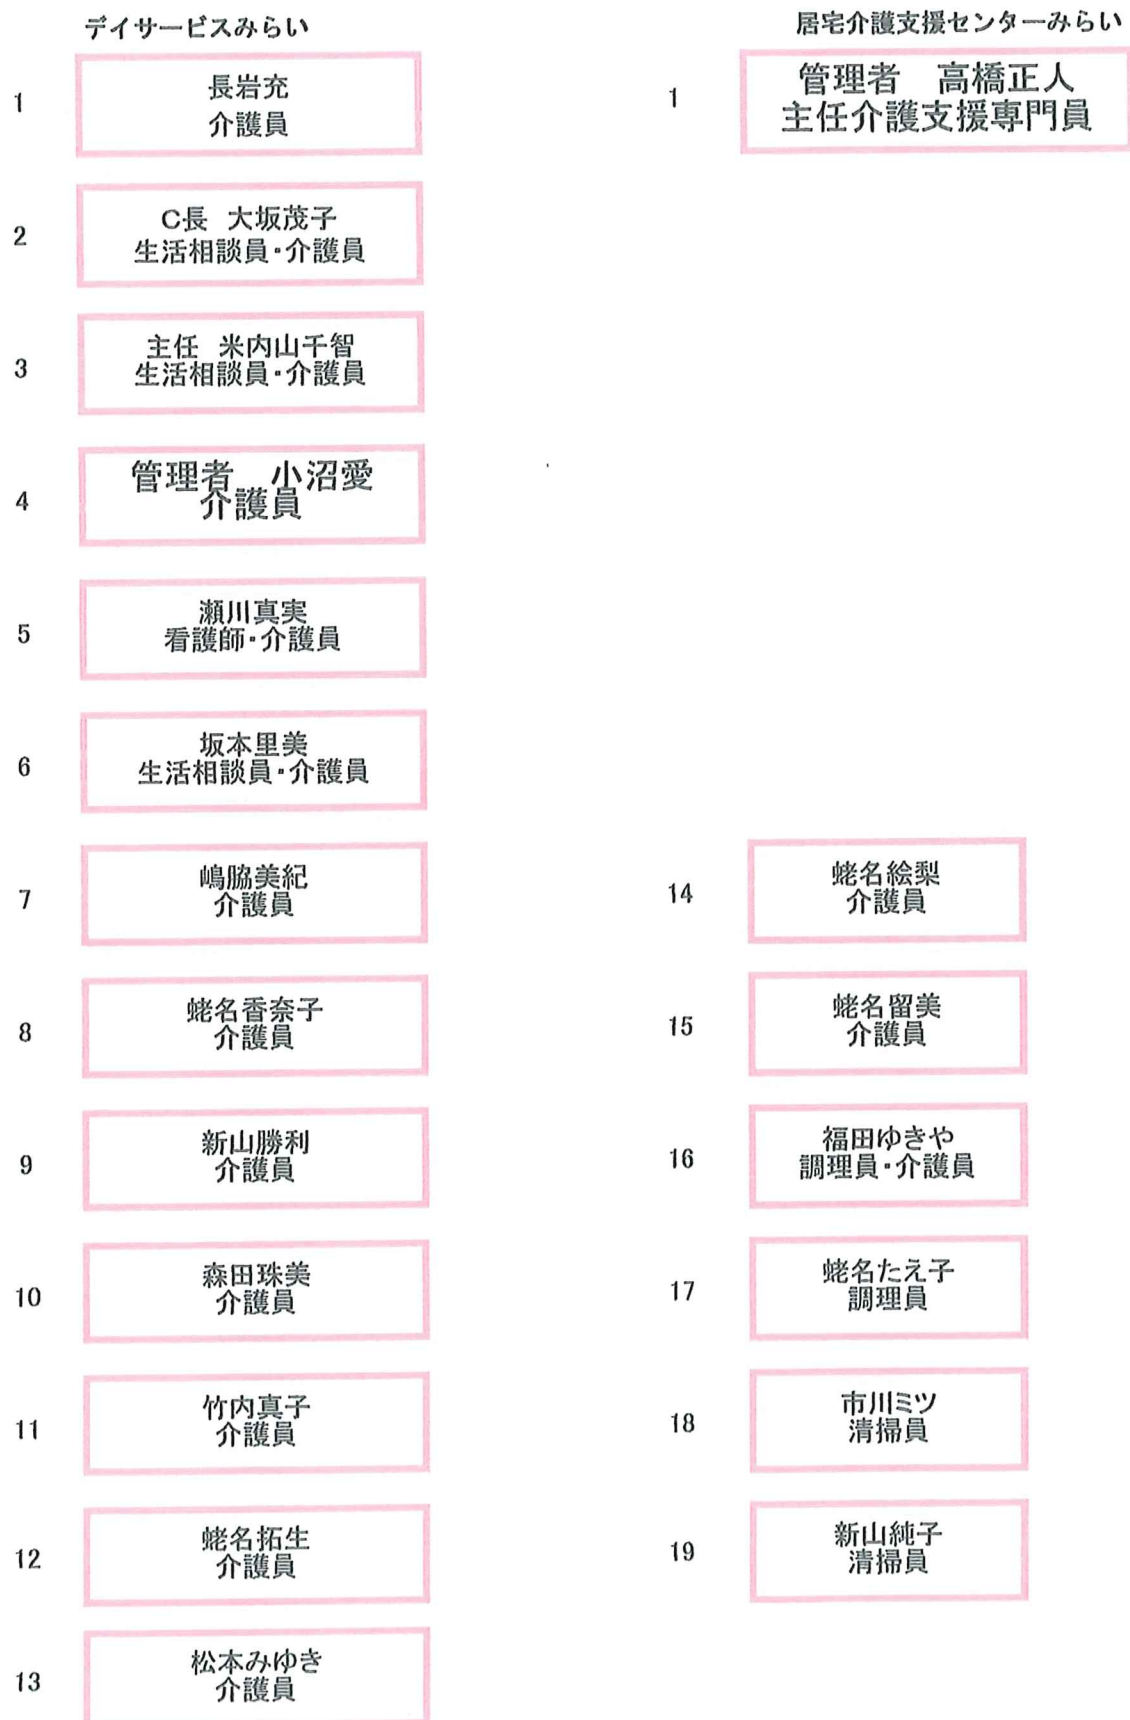 デイサービスみらい
1
長岩充
介護員
2
C長 大坂茂子
生活相談員・介護員
3
主任 米内山千智
生活相談員・介護員
4
管理者 小沼愛
介護員
5
瀬川真実
看護師・介護員
6
坂本里美
生活相談員・介護員
7
嶋脇美紀
介護員
8
蛯名香奈子
介護員
9
新山勝利
介護員
10
森田珠美
介護員
11
竹内真子
介護員
12
蛯名拓生
介護員
13
松本みゆき
介護員
居宅介護支援センターみらい
1
管理者 高橋正人
主任介護支援専門員
14
蛯名絵梨
介護員
15
蛯名留美
介護員
16
福田ゆきや
調理員・介護員
17
蛯名たえ子
調理員
18
市川ミツ
清掃員
19
新山純子
清掃員